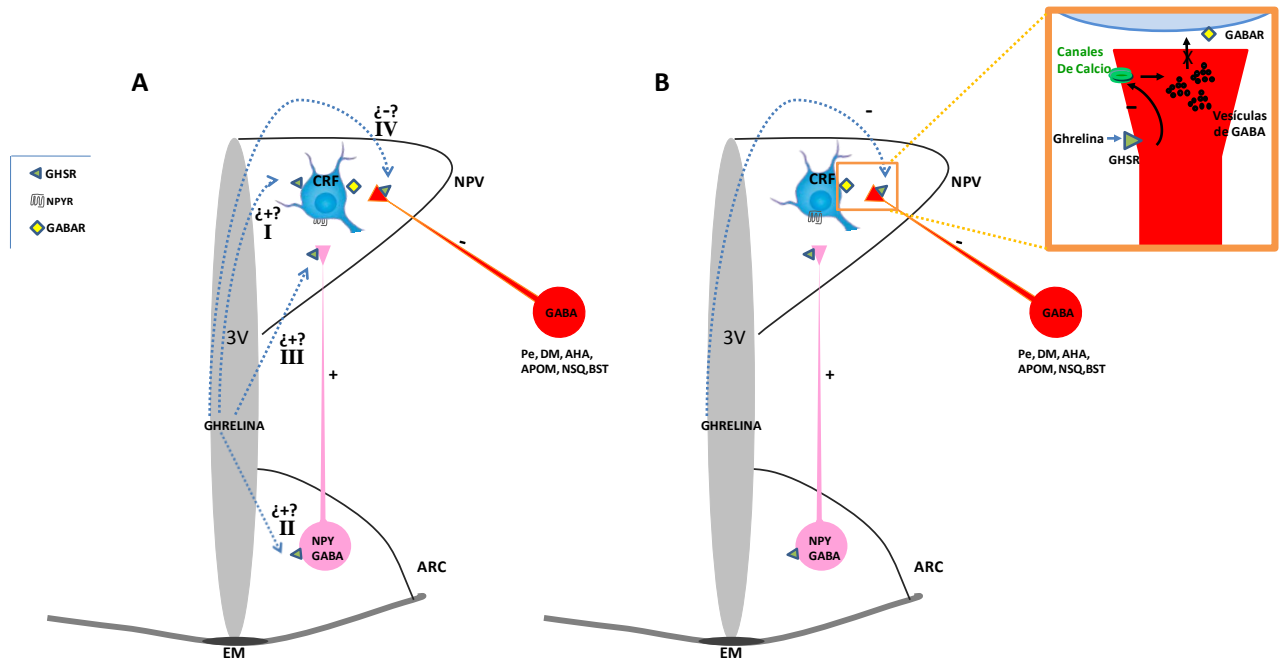 A
GHSR
NPYR
GABAR
¿-?
IV
CRF
NPV
¿+?
I
-
GABA
Pe, DM, AHA,
APOM, NSQ,BST
3V
¿+?
III
+
GHRELINA
¿+?
II
NPY
GABA
ARC
EM
B
-
CRF
NPV
-
GABA
Pe, DM, AHA,
APOM, NSQ,BST
3V
+
GHRELINA
NPY
GABA
ARC
EM
GABAR
Canales
De Calcio
X
-
Vesículas
de GABA
Ghrelina
GHSR